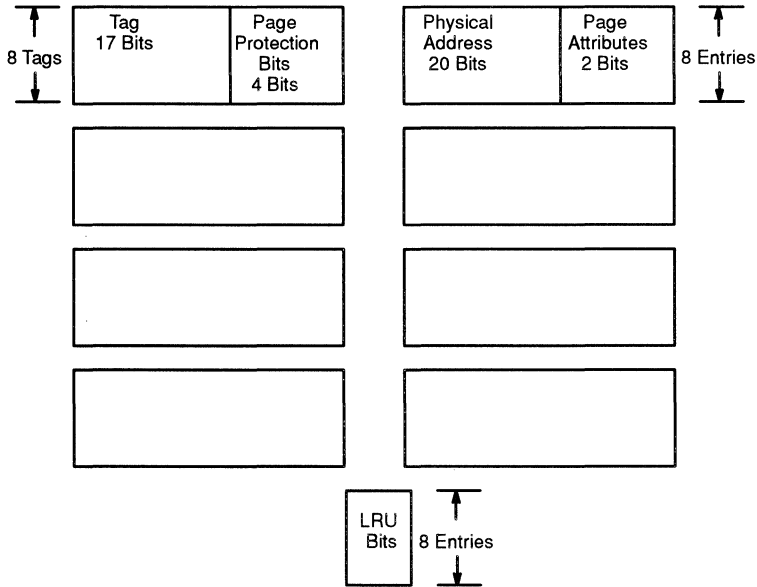 8 Tags
Tag
17 Bits
Page
Protection
Bits
4 Bits
Physical
Address
20 Bits
Page
Attributes
2 Bits
8 Entries
LRU
Bits
8 Entries